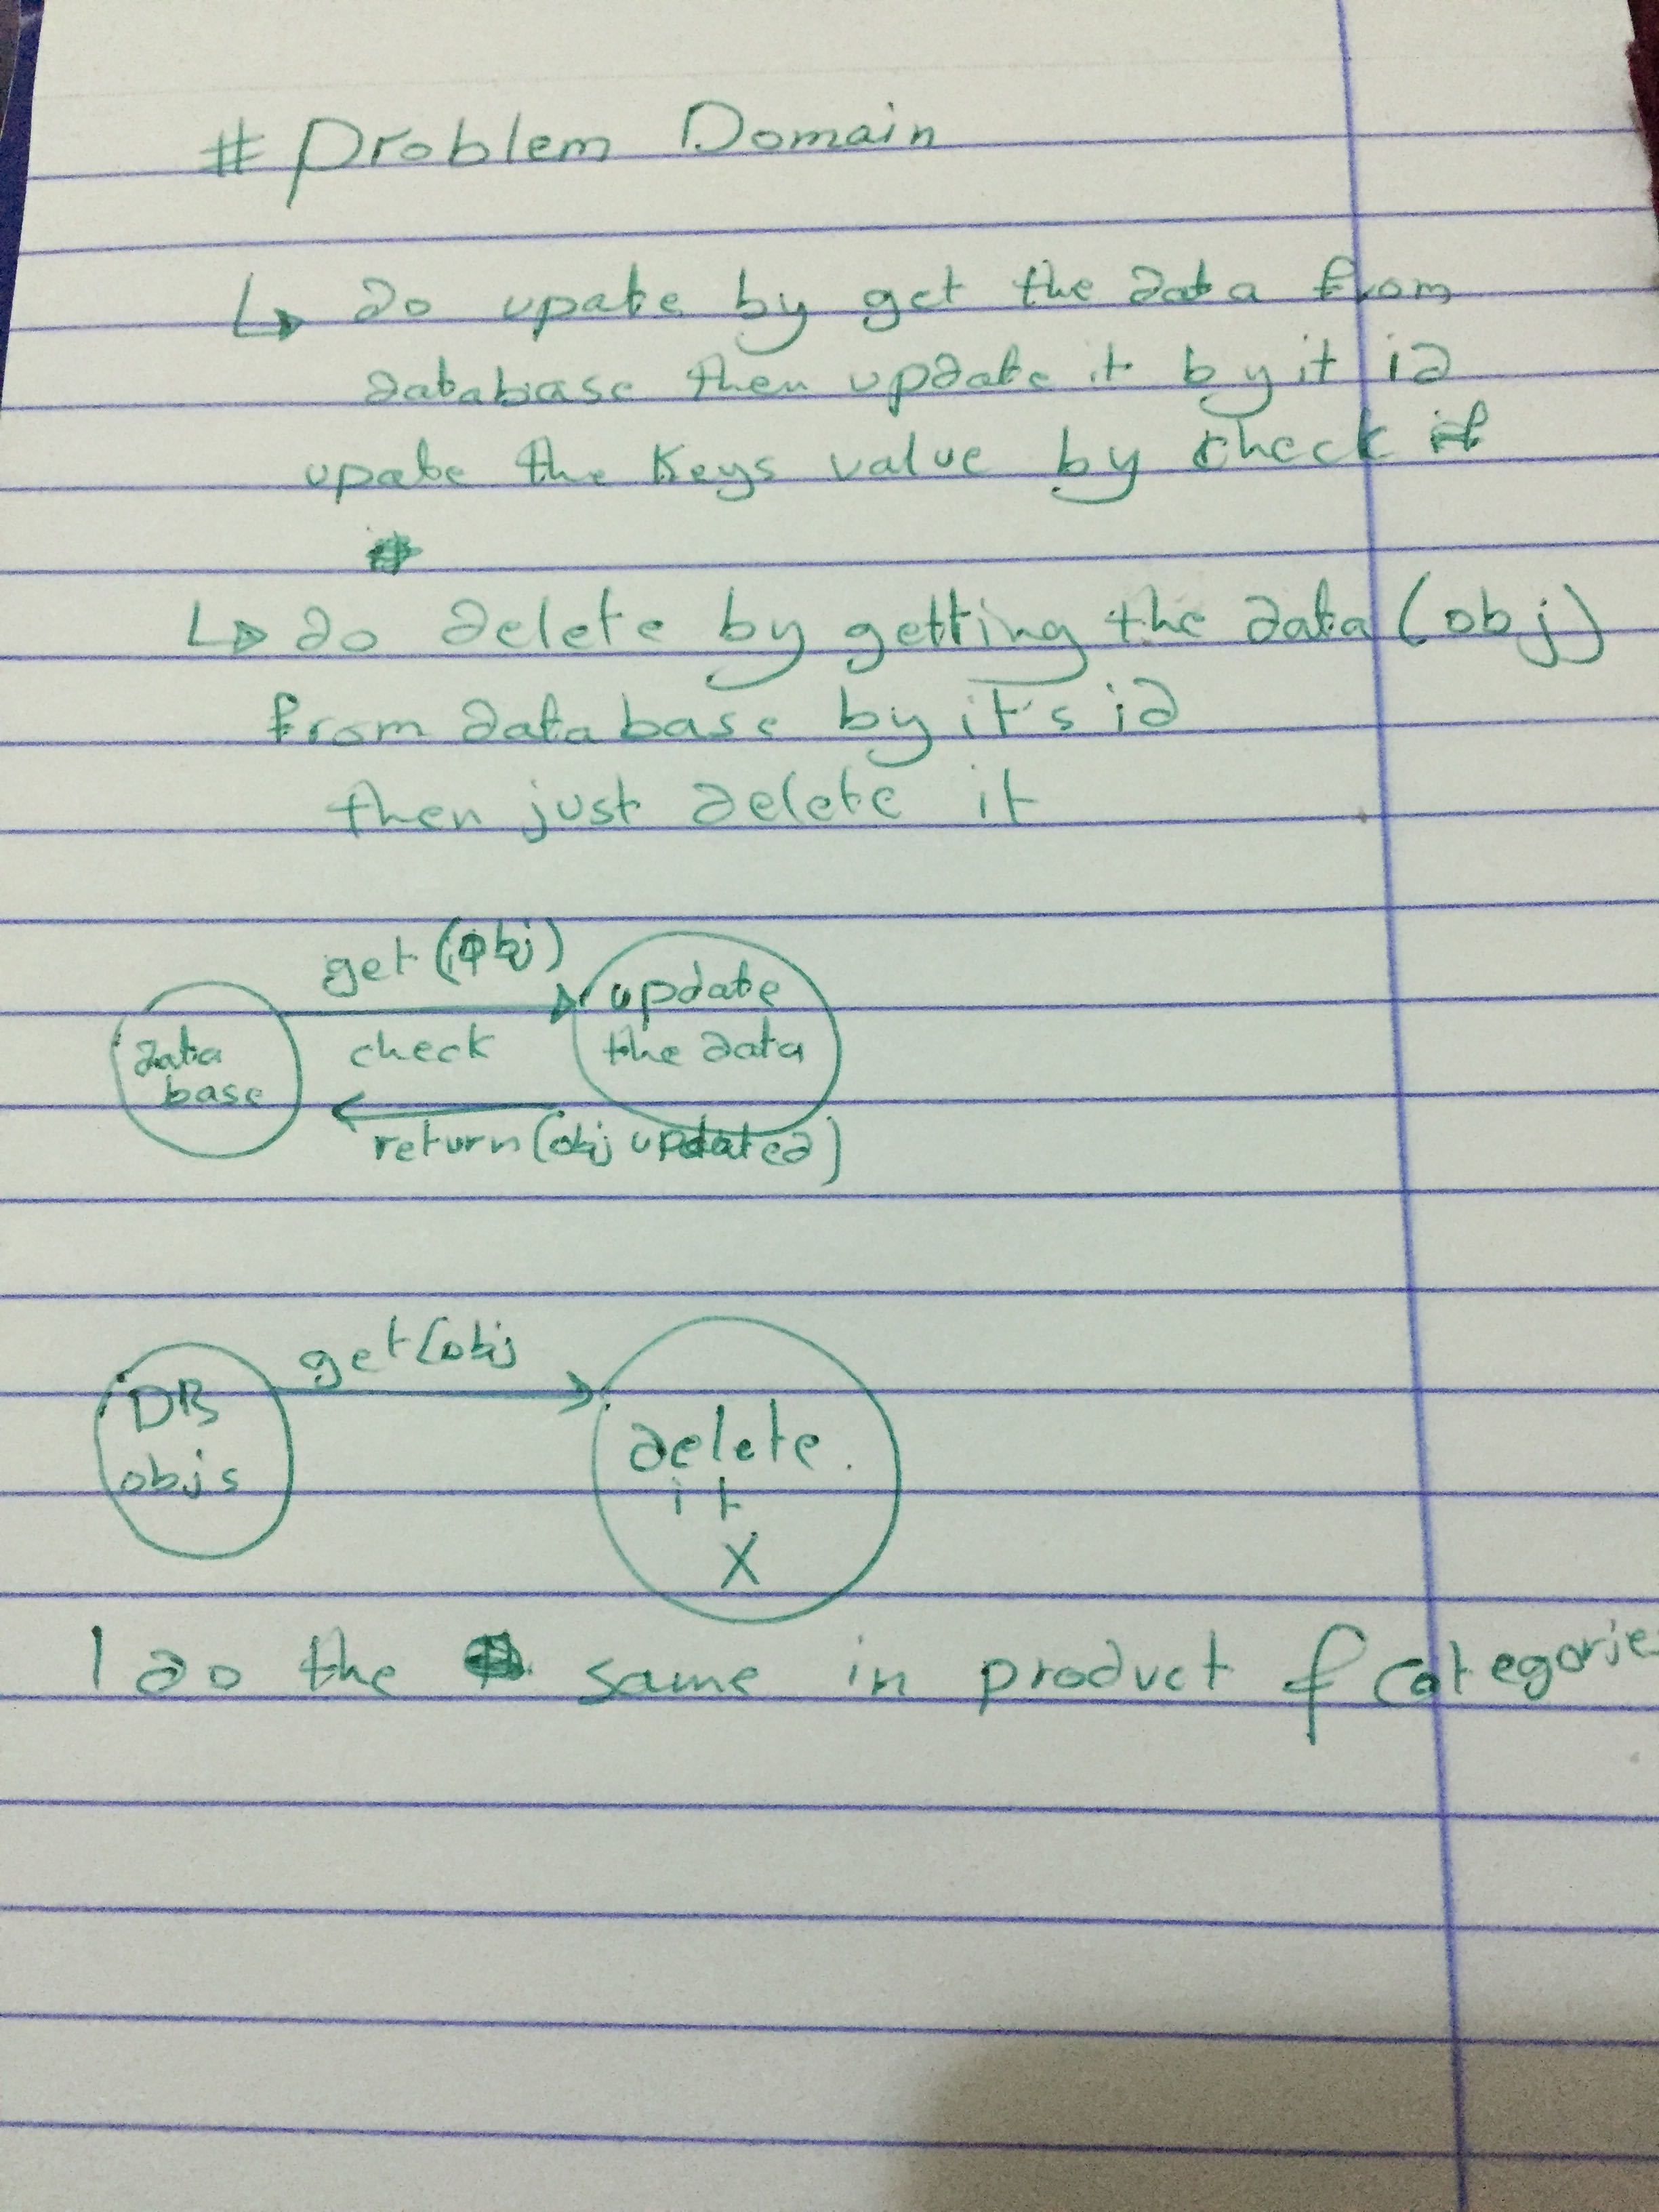 # Problem Domain
do upate by get the data from
database then update it by it id
upate the Keys value by check if
do delete by getting the data (obj)
from database by it's id
then just delete it
get (obj)
update
the data
check
data
base
return (obj updated)
get (obj
DB
objs
delete
it
X
I do the same in product & categorie